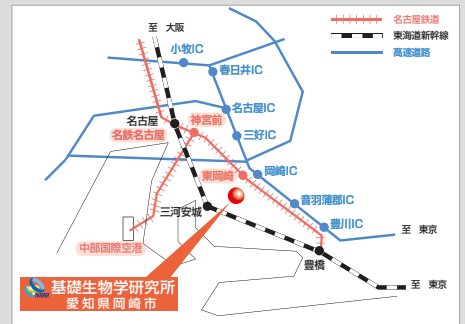 至 大阪
名古屋鉄道
東海道新幹線
高速道路
小牧IC
春日井IC
名古屋IC
名古屋
神宮前
名鉄名古屋
三好IC
東岡崎
岡崎IC
音羽蒲郡IC
三河安城
豊川IC
至 東京
中部国際空港
豊橋
至 東京
NIBB
基礎生物学研究所
愛知県岡崎市